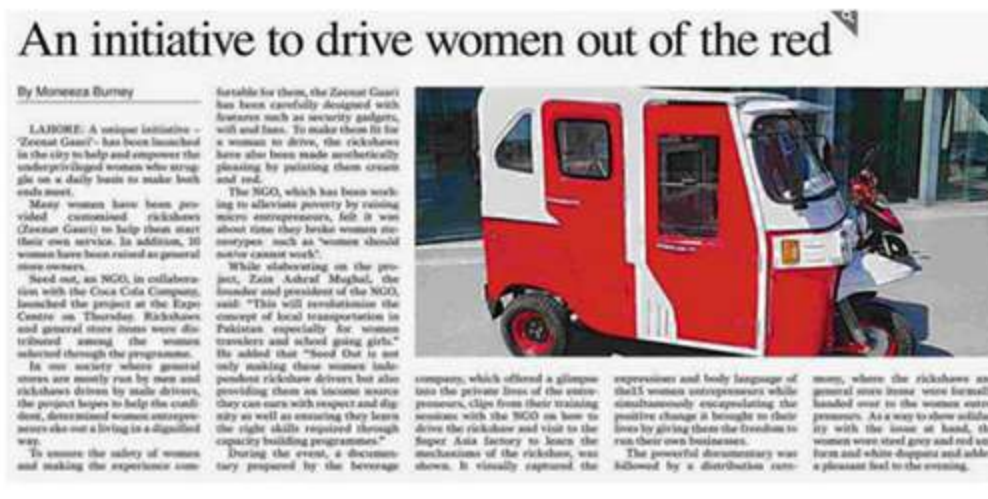 An initiative to drive women out of the red
By Moneeza Burney
LAHORE: A unique initiative –
'Zeenat Gaari'– has been launched
in the city to help and empower the
underprivileged women who strug-
gle on a daily basis to make both
ends meet.
Many women have been pro-
vided customised rickshaws
(Zeenat Gaari) to help them start
their own service. In addition, 10
women have been raised as general
store owners.
Seed out, an NGO, in collabora-
tion with the Coca Cola Company,
launched the project at the Expo
Centre on Thursday. Rickshaws
and general store items were dis-
tributed among the women
selected through the programme.
In our society where general
stores are mostly run by men and
rickshaws driven by male drivers,
the project hopes to help the confi-
dent, determined women entrepre-
neurs eke out a living in a dignified
way.
To ensure the safety of women
and making the experience com-
fortable for them, the Zeenat Gaari
has been carefully designed with
features such as security gadgets,
wifi and fans. To make them fit for
a woman to drive, the rickshaws
have also been made aesthetically
pleasing by painting them cream
and red.
The NGO, which has been work-
ing to alleviate poverty by raising
micro entrepreneurs, felt it was
about time they broke women ste-
reotypes such as 'women should
not/or cannot work'.
While elaborating on the pro-
ject, Zain Ashraf Mughal, the
founder and president of the NGO,
said: "This will revolutionise the
concept of local transportation in
Pakistan especially for women
travelers and school going girls."
He added that "Seed Out is not
only making these women inde-
pendent rickshaw drivers but also
providing them an income source
they can earn with respect and dig-
nity as well as ensuring they learn
the right skills required through
capacity building programmes."
During the event, a documen-
tary prepared by the beverage
company, which offered a glimpse
into the private lives of the entre-
preneurs, clips from their training
sessions with the NGO on how to
drive the rickshaw and visit to the
Super Asia factory to learn the
mechanisms of the rickshaw, was
shown. It visually captured the
expressions and body language of
the15 women entrepreneurs while
simultaneously encapsulating the
positive change it brought to their
lives by giving them the freedom to
run their own businesses.
The powerful documentary was
followed by a distribution cere-
mony, where the rickshaws an
general store items were formall
handed over to the women entre
preneurs. As a way to show solida
ity with the issue at hand, th
women wore steel grey and red un
form and white dupatta and adde
a pleasant feel to the evening.